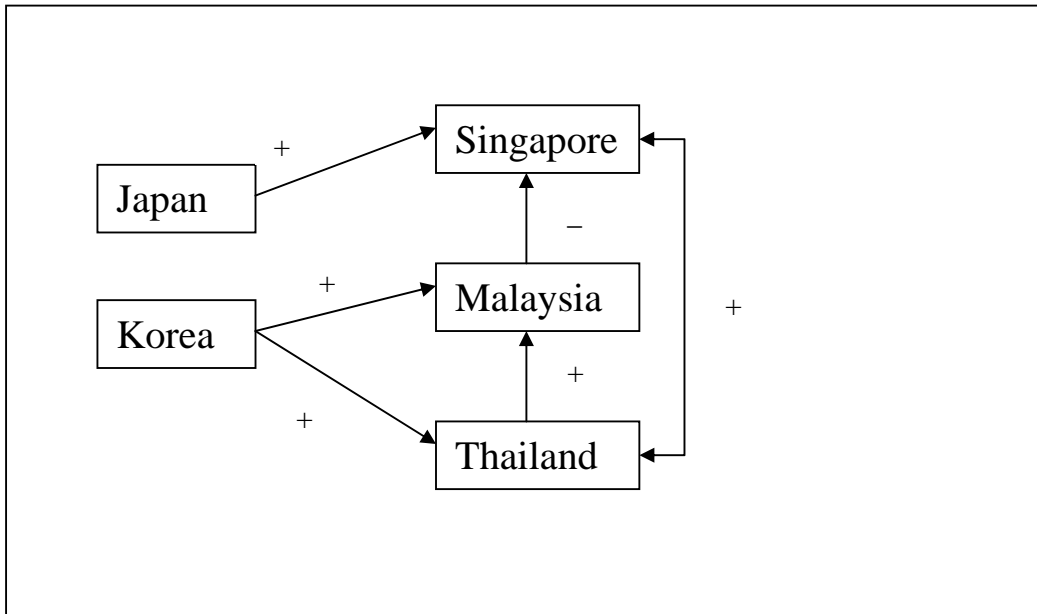 Singapore
+
Japan
–
+
Malaysia
+
Korea
+
+
Thailand